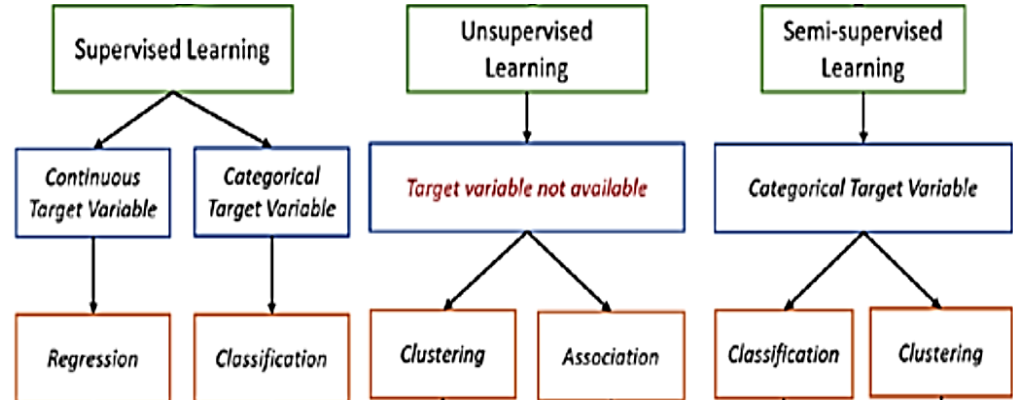 Supervised Learning
Unsupervised
Learning
Semi-supervised
Learning
Continuous
Target Variable
Categorical
Target Variable
Target variable not available
Categorical Target Variable
Regression
Classification
Clustering
Association
Classification
Clustering